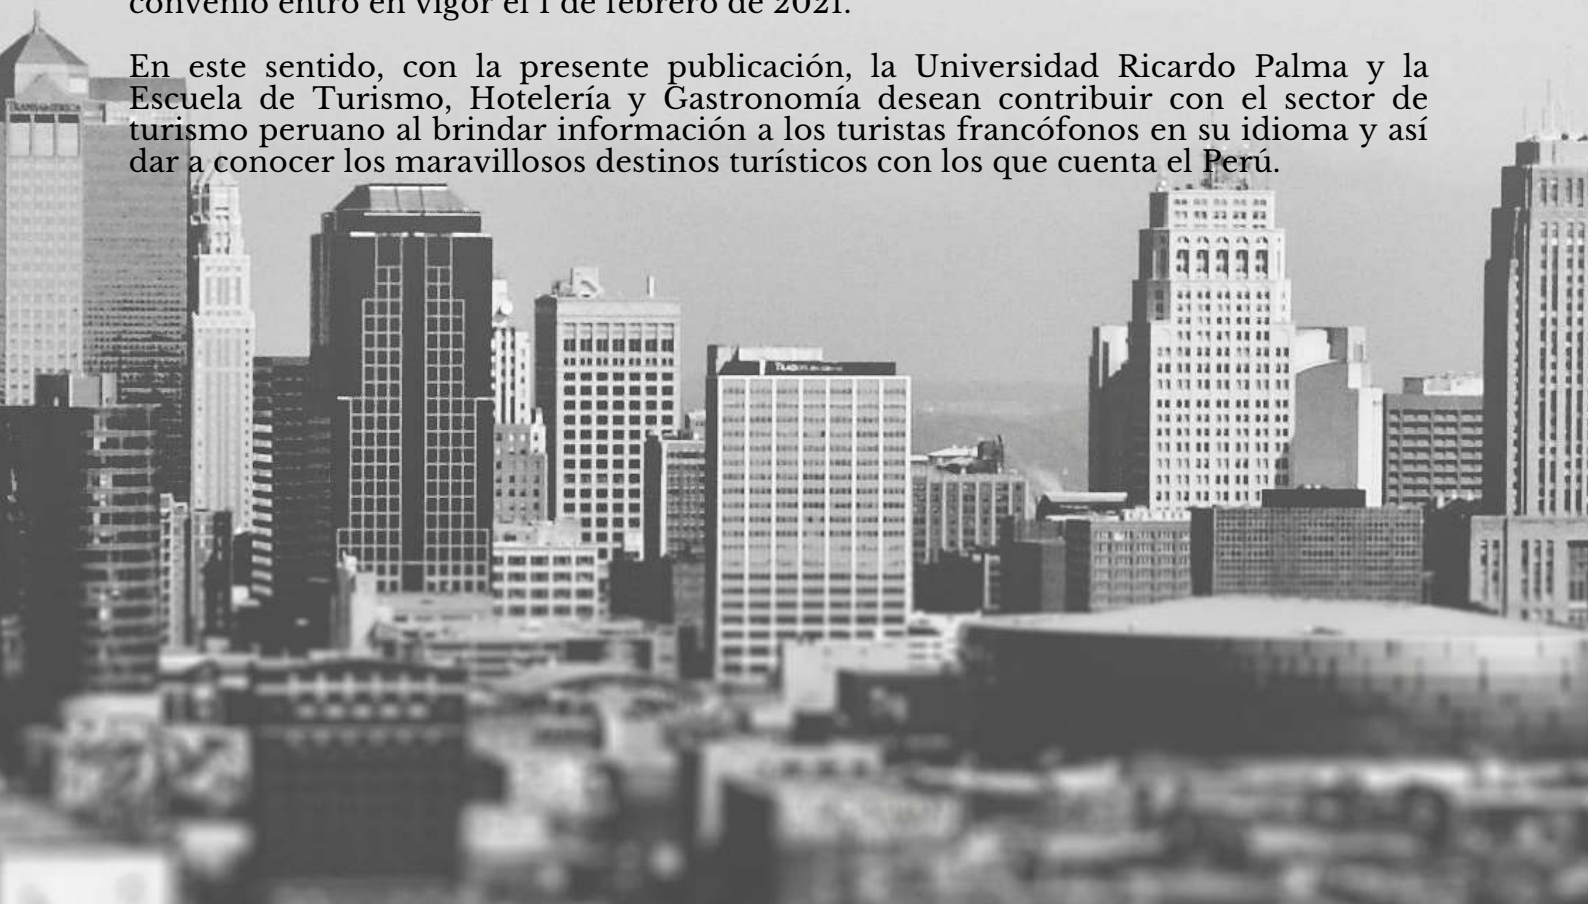 convenio entró en vigor el 1 de febrero de 2021.
En este sentido, con la presente publicación, la Universidad Ricardo Palma y la
Escuela de Turismo, Hotelería y Gastronomía desean contribuir con el sector de
turismo peruano al brindar información a los turistas francófonos en su idioma y así
dar a conocer los maravillosos destinos turísticos con los que cuenta el Perú.
TRANSAMERICA